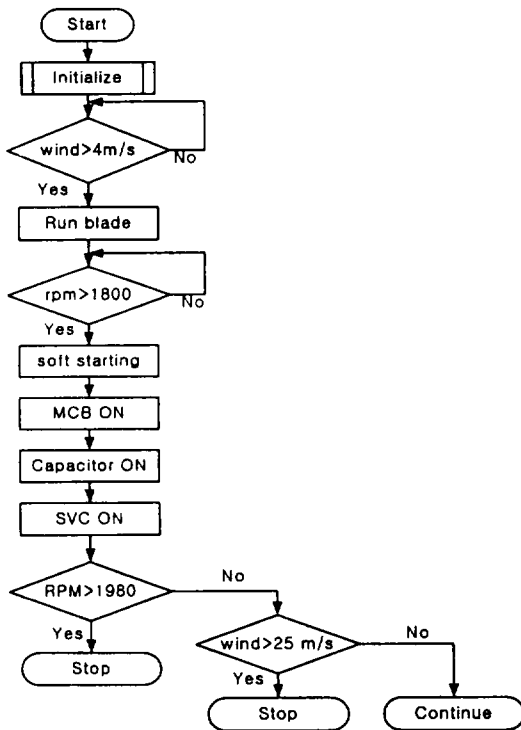 Start
Initialize
wind>4m/s
No
Yes
Run blade
rpm>1800
No
Yes
soft starting
MCB ON
Capacitor ON
SVC ON
RPM>1980
No
Yes
Stop
wind>25 m/s
No
Yes
Stop
Continue